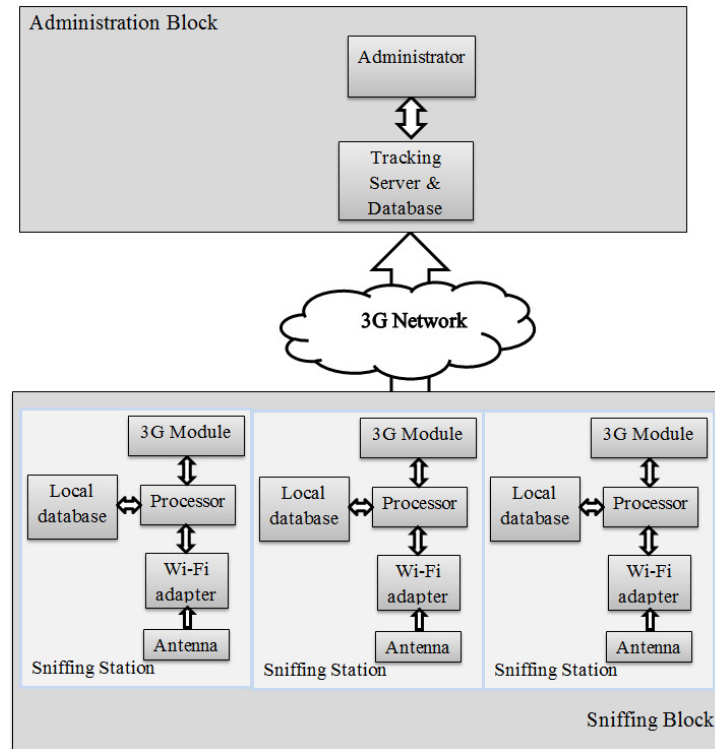 Administration Block
Administrator
Tracking
Server &
Database
3G Network
3G Module
Local
database
Processor
Wi-Fi
adapter
Antenna
Sniffing Station
3G Module
Local
database
Processor
Wi-Fi
adapter
Antenna
Sniffing Station
3G Module
Local
database
Processor
Wi-Fi
adapter
Antenna
Sniffing Station
Sniffing Block